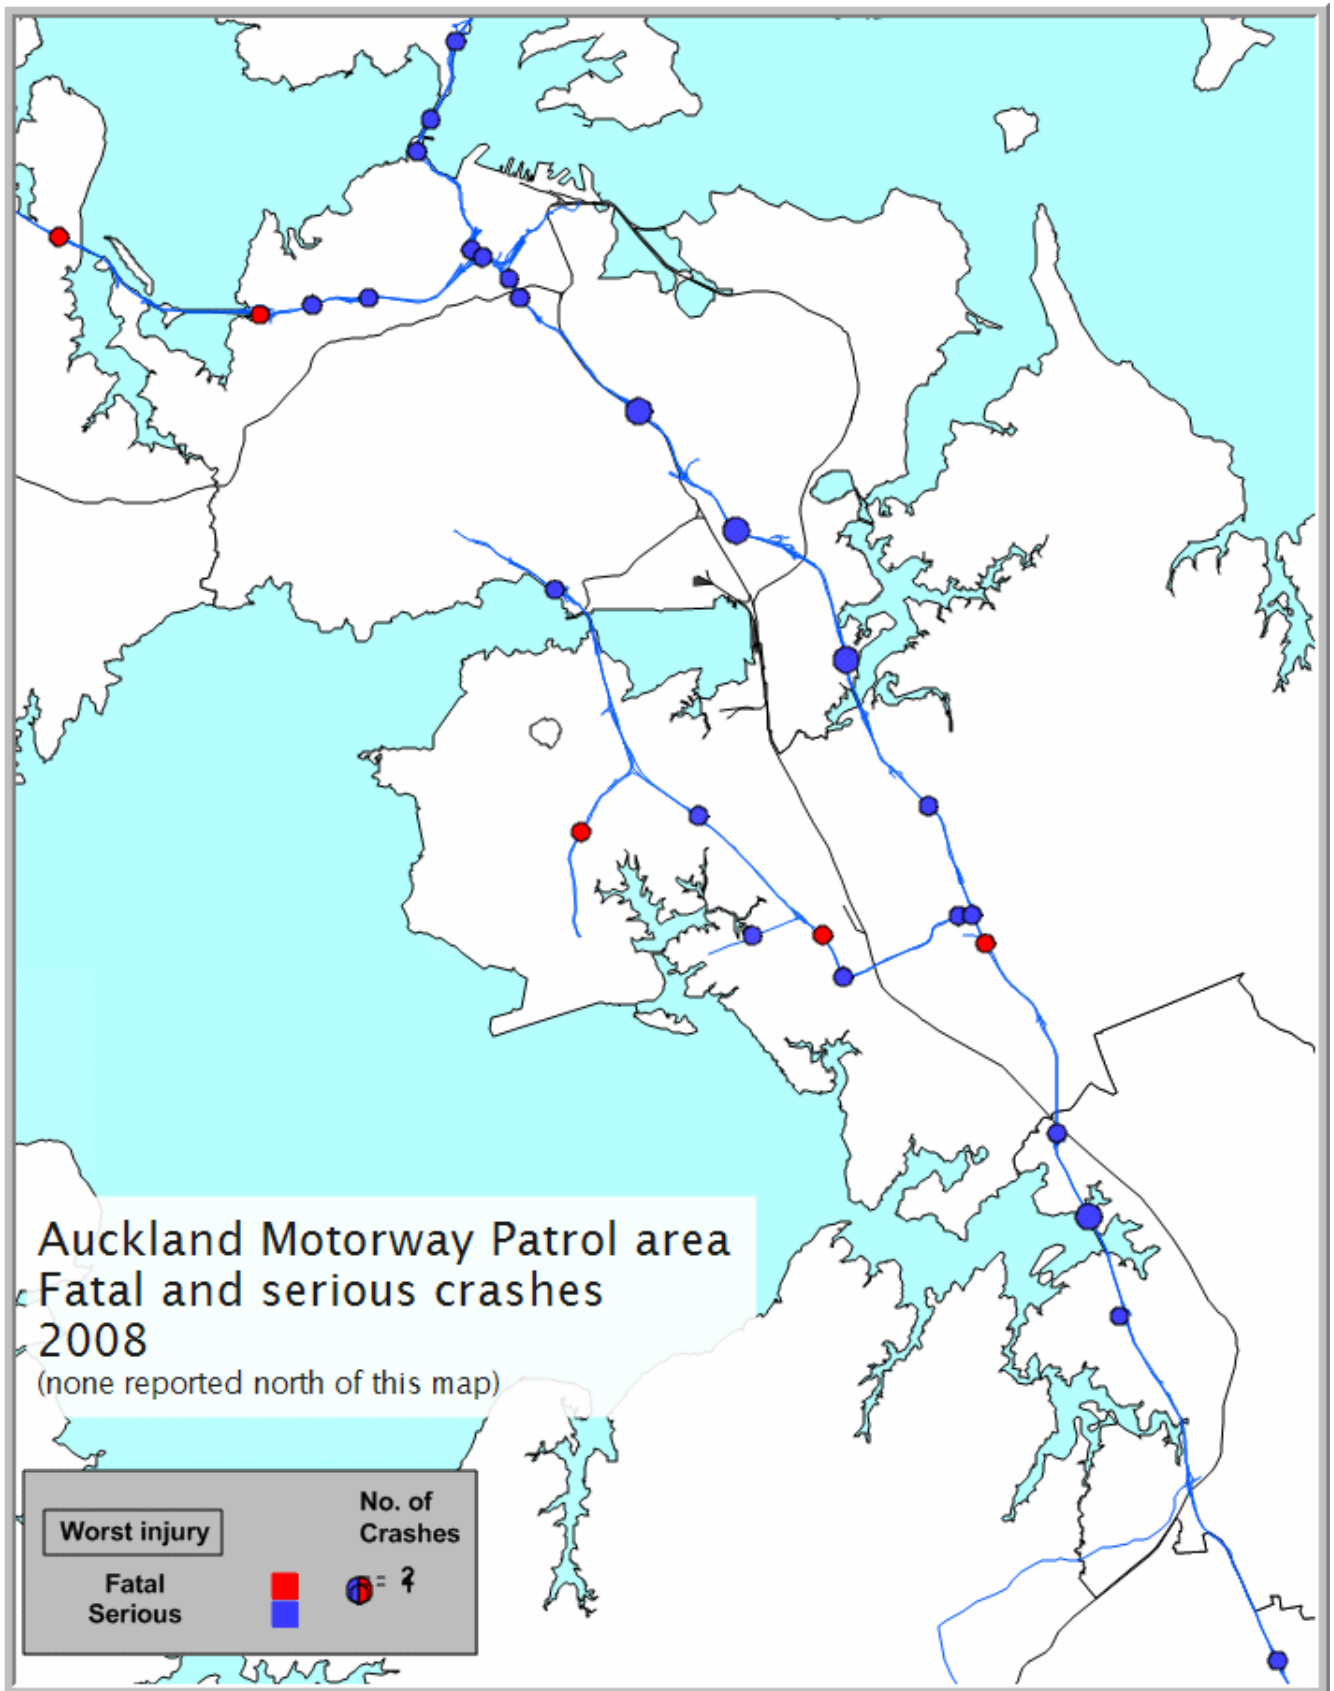 Auckland Motorway Patrol area
Fatal and serious crashes
2008
(none reported north of this map)
No. of
Crashes
Worst injury
Fatal
Serious